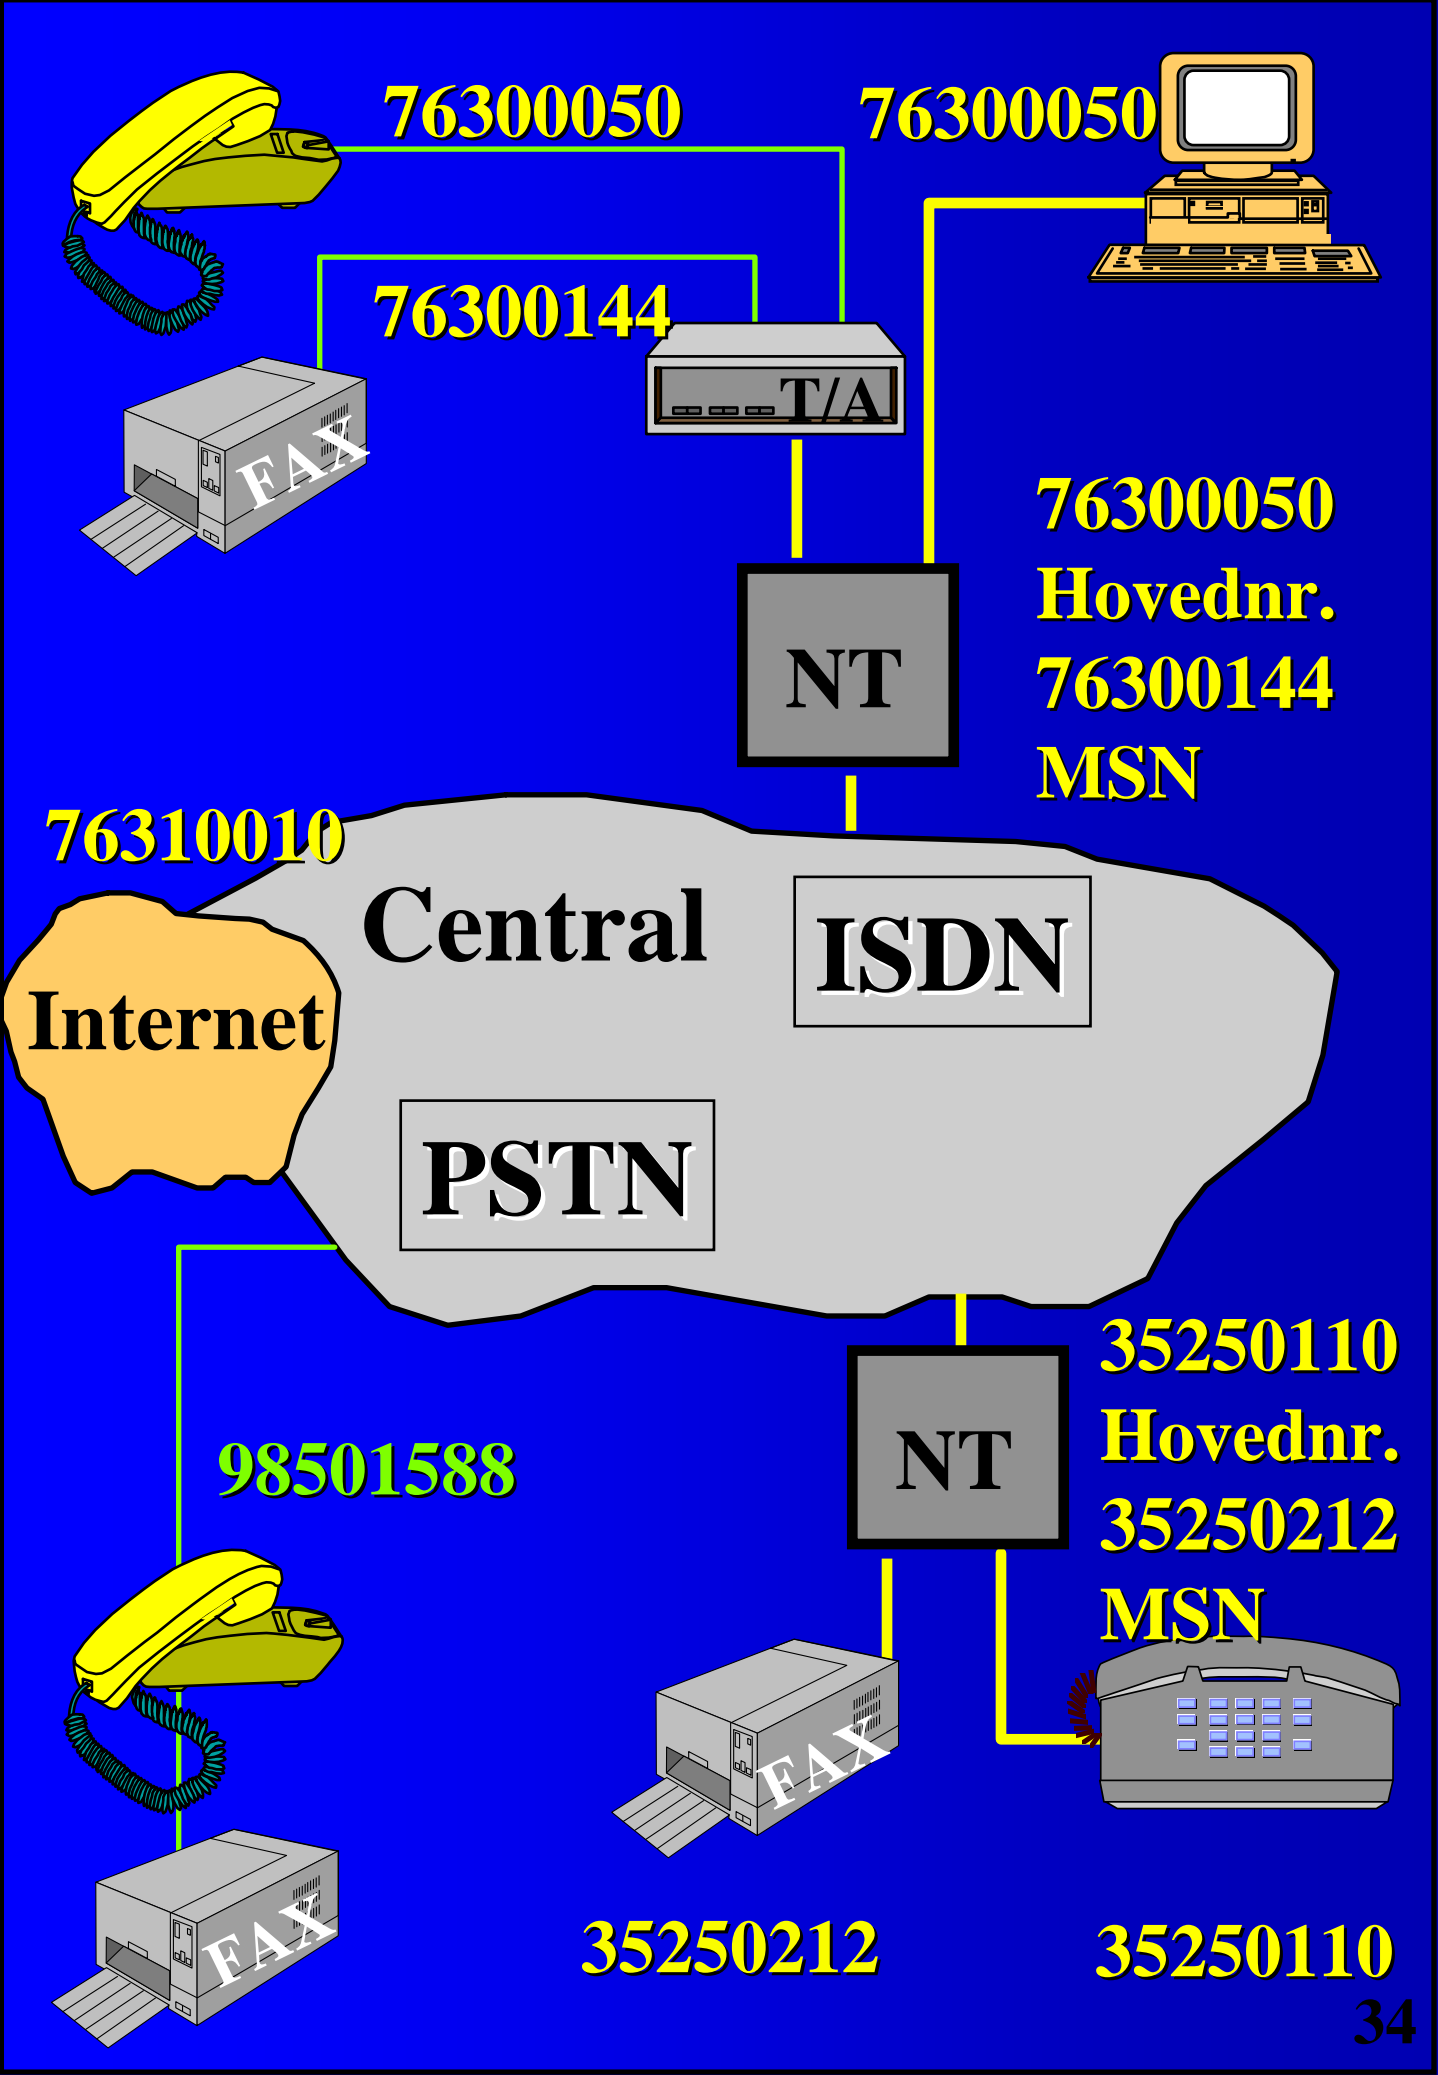 76300050
76300050
76300144
T/A
FAX
76300050
Hovednr.
76300144
MSN
NT
76310010
Central
ISDN
Internet
PSTN
35250110
Hovednr.
35250212
MSN
NT
98501588
FAX
FAX
35250212
35250110
34